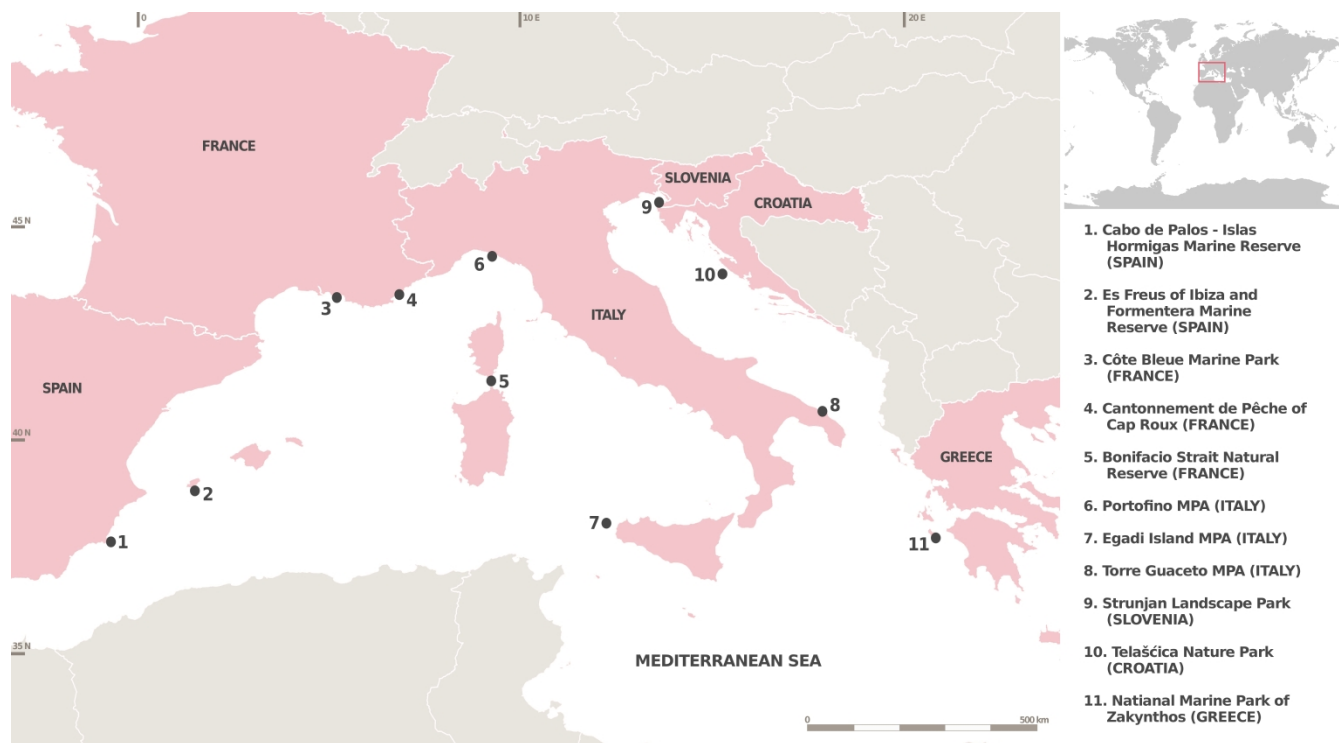 0
10 E
20 E
FRANCE
SLOVENIA
9
CROATIA
45 N
6
10
3
4
ITALY
SPAIN
5
8
40 N
GREECE
2
7
1
11
35 N
MEDITERRANEAN SEA
0
500 km
1. Cabo de Palos - Islas
Hormigas Marine Reserve
(SPAIN)
2. Es Freus of Ibiza and
Formentera Marine
Reserve (SPAIN)
3. Côte Bleue Marine Park
(FRANCE)
4. Cantonnement de Pêche of
Cap Roux (FRANCE)
5. Bonifacio Strait Natural
Reserve (FRANCE)
6. Portofino MPA (ITALY)
7. Egadi Island MPA (ITALY)
8. Torre Guaceto MPA (ITALY)
9. Strunjan Landscape Park
(SLOVENIA)
10. Telašćica Nature Park
(CROATIA)
11. Natianal Marine Park of
Zakynthos (GREECE)